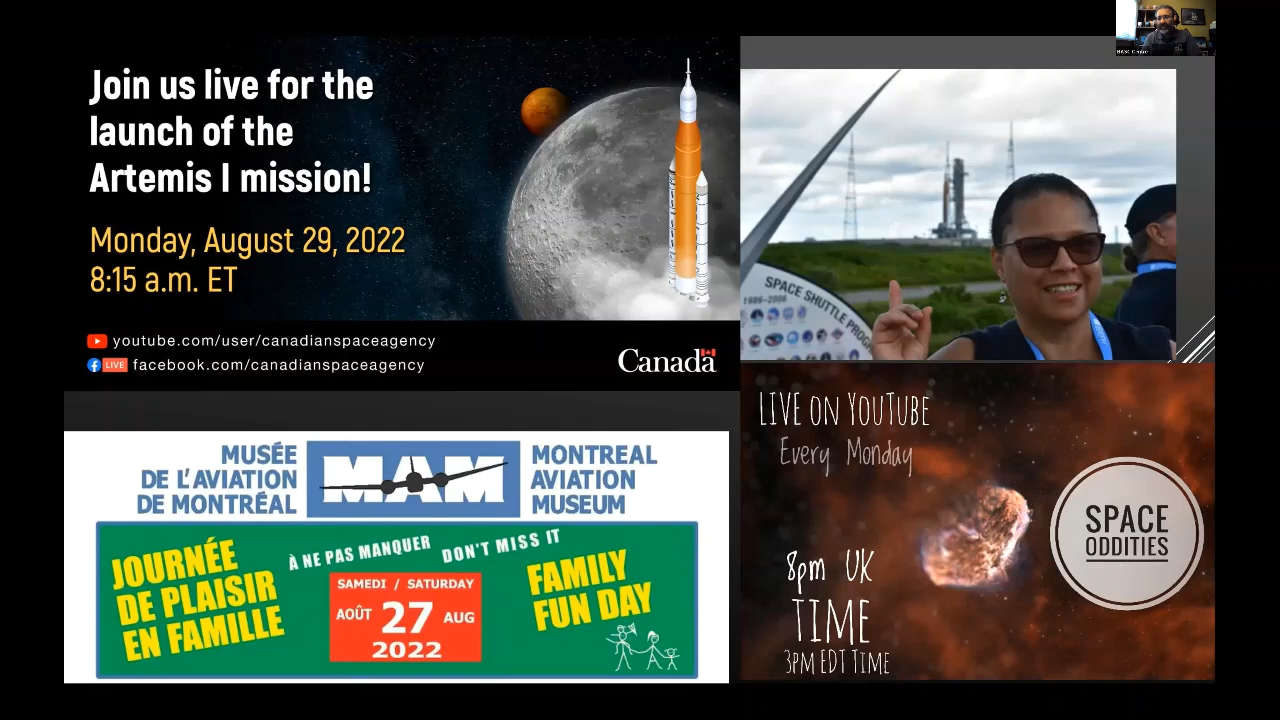 Join us live for the
launch of the
Artemis I mission!
Monday, August 29, 2022
8:15 a.m. ET
youtube.com/user/canadianspaceagency
LIVE
facebook.com/canadianspaceagency
Canada
RASC Centre
SPACE SHUTTLE PROG
1986-2006
MUSÉE
DE L'AVIATION
DE MONTRÉAL
MAM
MONTREAL
AVIATION
MUSEUM
JOURNÉE
DE PLAISIR
EN FAMILLE
À NE PAS MANQUER
DON'T MISS IT
SAMEDI / SATURDAY
AOÛT 27 AUG
2022
FAMILY
FUN DAY
LIVE ON YOUTUBE
Every Monday
8pm UK
TIME
3PM EDT TIME
SPACE
ODDITIES